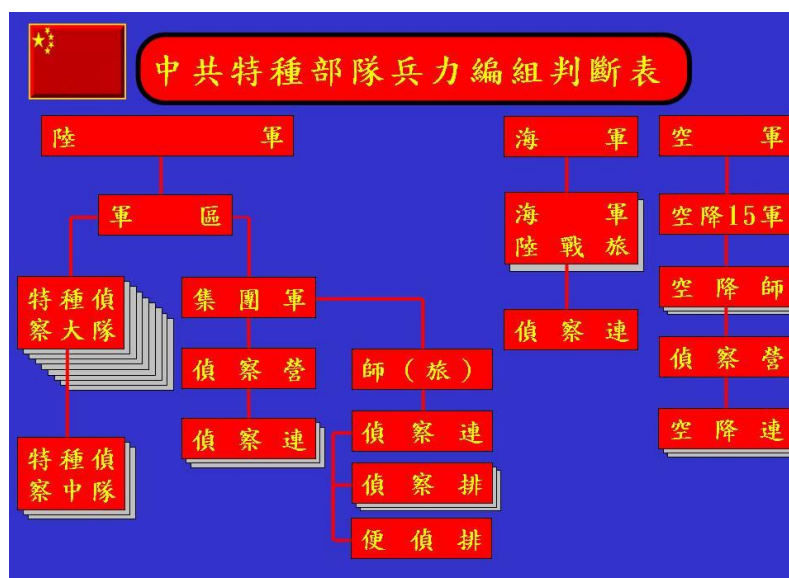 中共特種部隊兵力編組判斷表
陸軍
海軍
空軍
軍區
海軍
陸戰旅
空降15軍
特種偵
察大隊
集團軍
空降師
偵察連
偵察營
師（旅）
偵察營
特種偵
察中隊
偵察連
偵察連
空降連
偵察排
便偵排